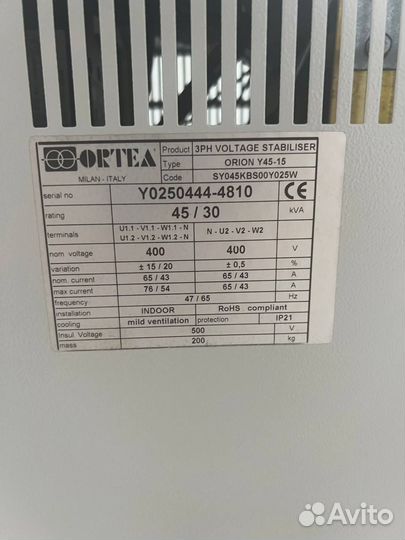 ORTEA
MILAN - ITALY
Product 3PH VOLTAGE STABILISER
Type ORION Y45-15
Code SY045KBS00Y025W
serial no Y0250444-4810 CE
rating 45 / 30 kVA
terminals U1.1 - V1.1 - W1.1 - N N - U2 - V2 - W2
U1.2 - V1.2 - W1.2 - N
nom voltage 400 400 V
variation ± 15 / 20 ± 0,5 %
nom. current 65 / 43 65 / 43 A
max current 76 / 54 65 / 43 A
frequency 47 / 65 Hz
installation INDOOR RoHS compliant
cooling mild ventilation protection IP21
Insul. Voltage 500 V
mass 200 kg
Avito